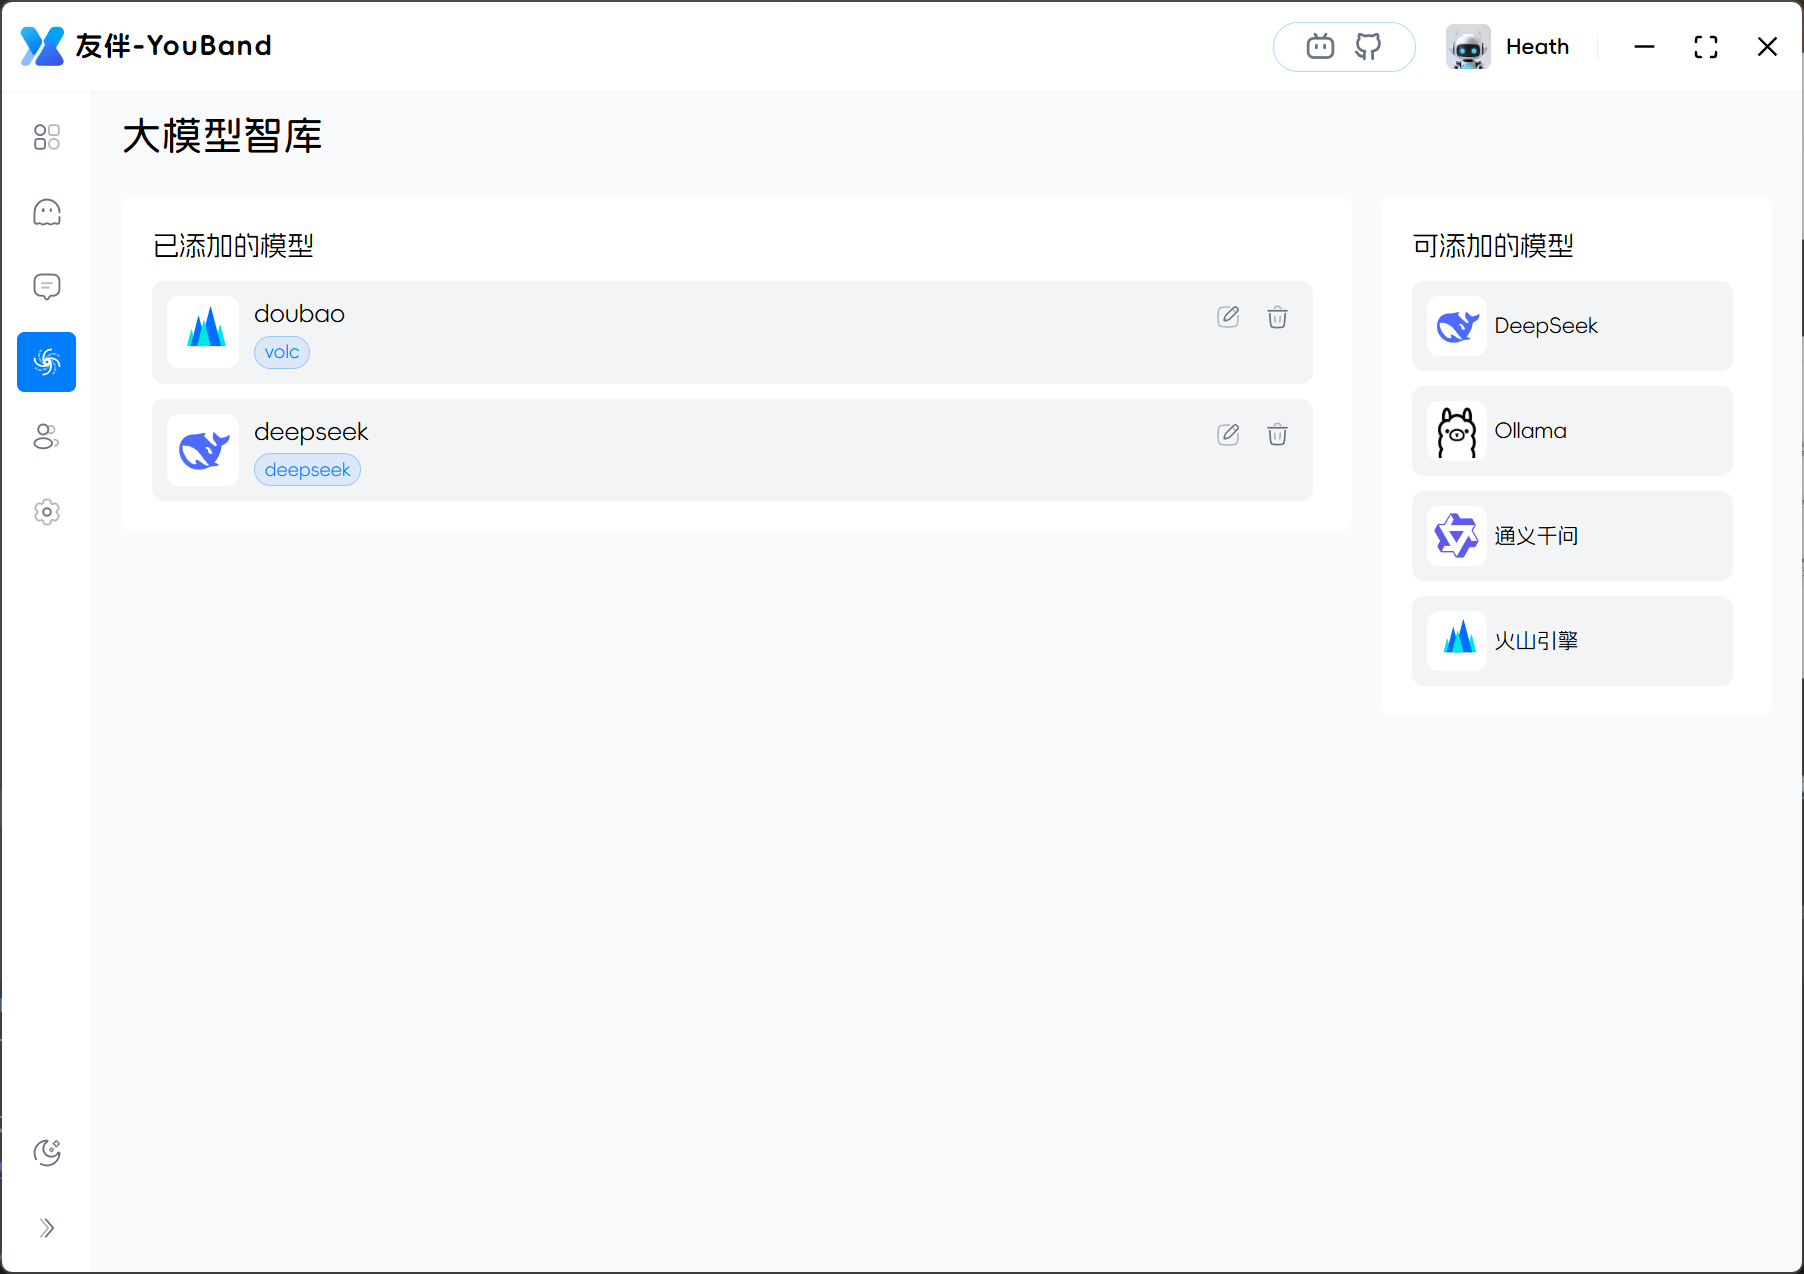 友伴-YouBand
Heath
大模型智库
已添加的模型
doubao
volc
deepseek
deepseek
可添加的模型
DeepSeek
Ollama
通义千问
火山引擎